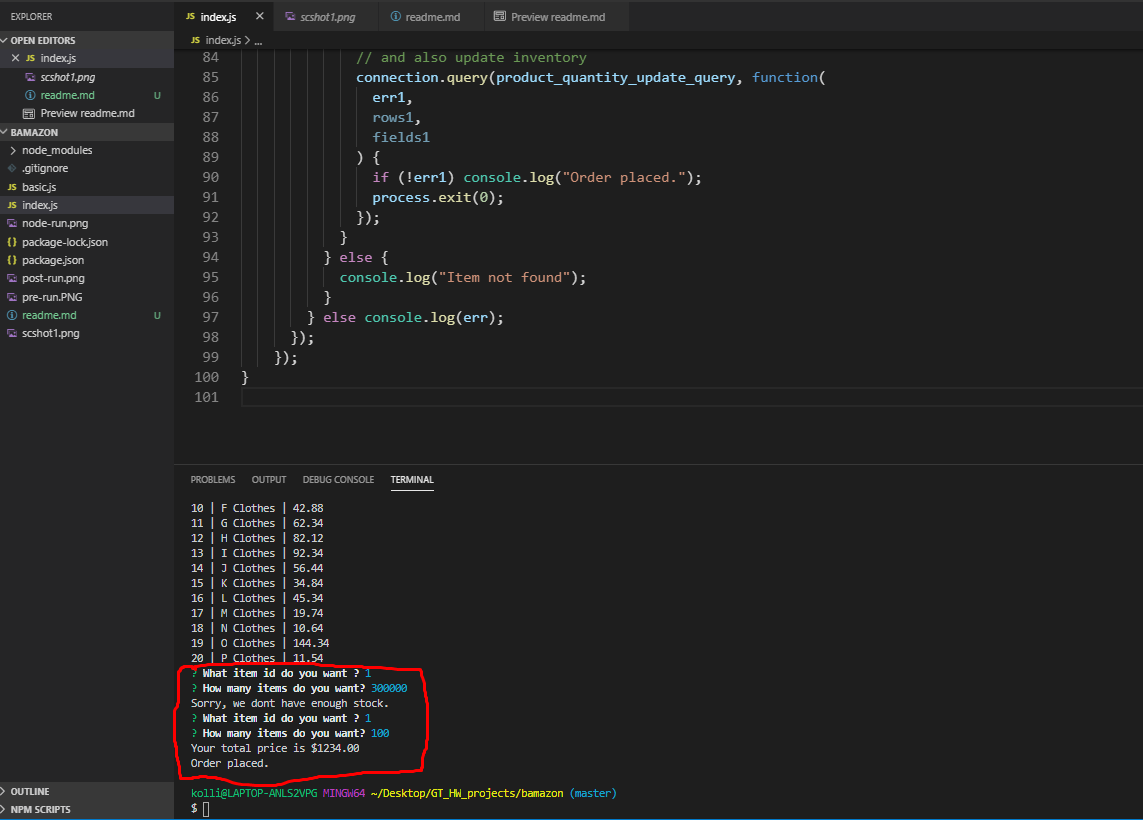 EXPLORER
OPEN EDITORS
JS index.js
scshot1.png
readme.md U
Preview readme.md
BAMAZON
node_modules
.gitignore
JS basic.js
JS index.js
node-run.png
{} package-lock.json
{} package.json
post-run.png
pre-run.PNG
readme.md U
scshot1.png
OUTLINE
NPM SCRIPTS
JS index.js scshot1.png readme.md Preview readme.md
JS index.js > ...
84 // and also update inventory
85 connection.query(product_quantity_update_query, function(
86 err1,
87 rows1,
88 fields1
89 ) {
90 if (!err1) console.log("Order placed.");
91 process.exit(0);
92 });
93 }
94 } else {
95 console.log("Item not found");
96 }
97 } else console.log(err);
98 });
99 });
100 }
101
PROBLEMS OUTPUT DEBUG CONSOLE TERMINAL
10 | F Clothes | 42.88
11 | G Clothes | 62.34
12 | H Clothes | 82.12
13 | I Clothes | 92.34
14 | J Clothes | 56.44
15 | K Clothes | 34.84
16 | L Clothes | 45.34
17 | M Clothes | 19.74
18 | N Clothes | 10.64
19 | O Clothes | 144.34
20 | P Clothes | 11.54
? What item id do you want ? 1
? How many items do you want? 300000
Sorry, we dont have enough stock.
? What item id do you want ? 1
? How many items do you want? 100
Your total price is $1234.00
Order placed.
kolli@LAPTOP-ANLS2VPG MINGW64 ~/Desktop/GT_HW_projects/bamazon (master)
$